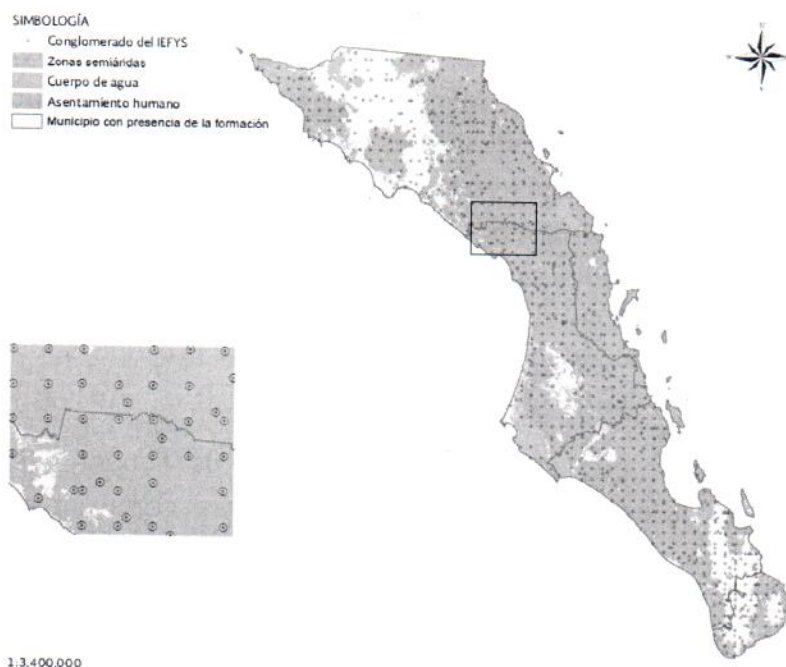 SIMBOLOGÍA
Conglomerado del IEFYS
Zonas semiáridas
Cuerpo de agua
Asentamiento humano
Municipio con presencia de la formación
N
1:3,400,000